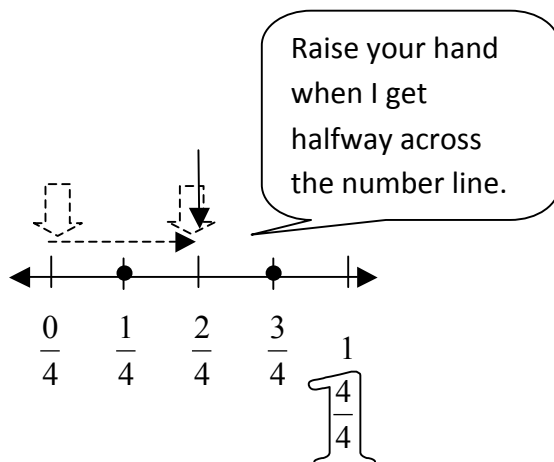 Raise your hand
when I get
halfway across
the number line.
0/4 1/4 2/4 3/4 1
4/4